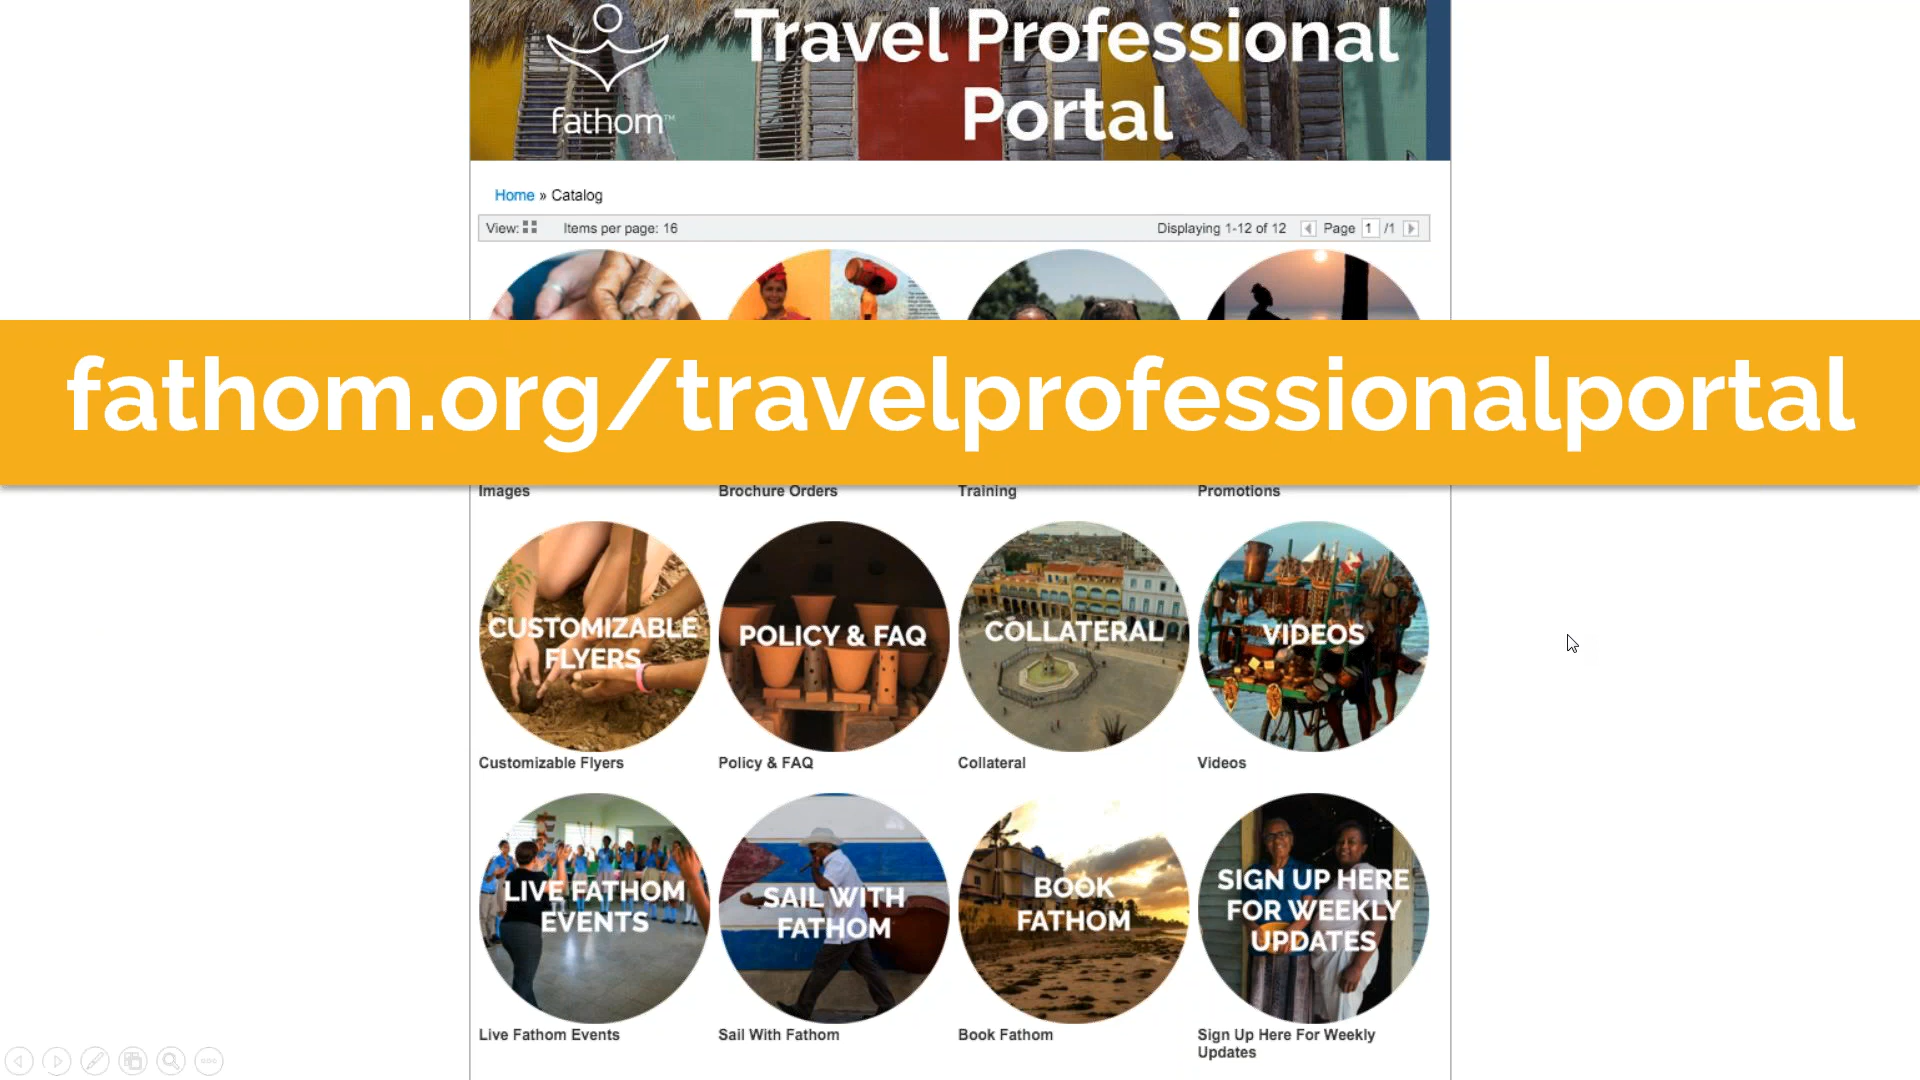 Travel Professional
Portal
fathom™
Home » Catalog
View:
Items per page: 16
Displaying 1-12 of 12
Page 1 /1
fathom.org/travelprofessionalportal
Images
Brochure Orders
Training
Promotions
CUSTOMIZABLE
FLYERS
POLICY & FAQ
COLLATERAL
VIDEOS
Customizable Flyers
Policy & FAQ
Collateral
Videos
LIVE FATHOM
EVENTS
SAIL WITH
FATHOM
BOOK
FATHOM
SIGN UP HERE
FOR WEEKLY
UPDATES
Live Fathom Events
Sail With Fathom
Book Fathom
Sign Up Here For Weekly
Updates